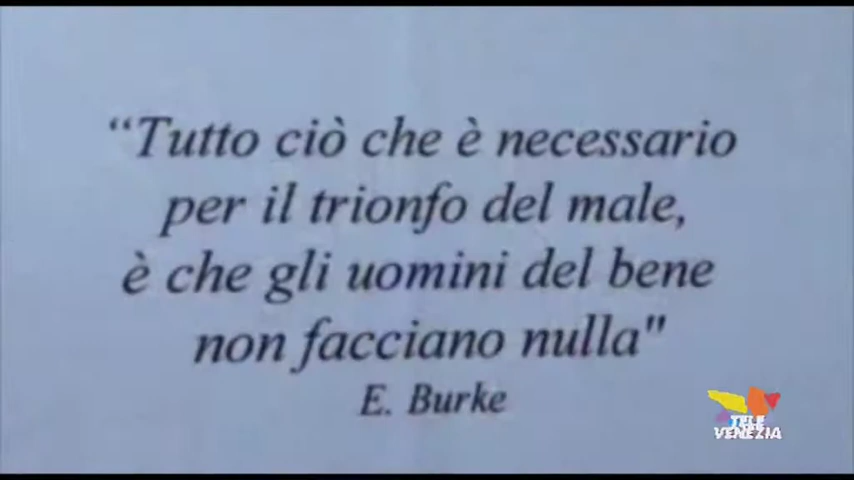 “Tutto ciò che è necessario
per il trionfo del male,
è che gli uomini del bene
non facciano nulla"
E. Burke
TELE
VENEZIA